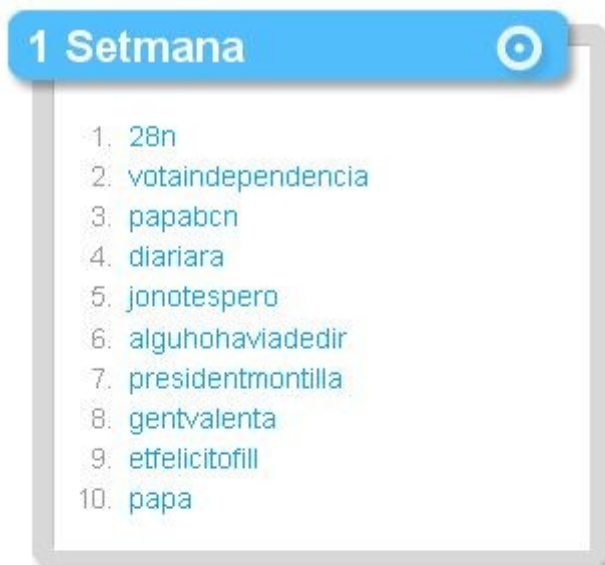 1 Setmana
1. 28n
2. votaindependencia
3. papabcn
4. diariara
5. jonotespero
6. alguhohaviadedir
7. presidentmontilla
8. gentvalenta
9. etfelicitofill
10. papa